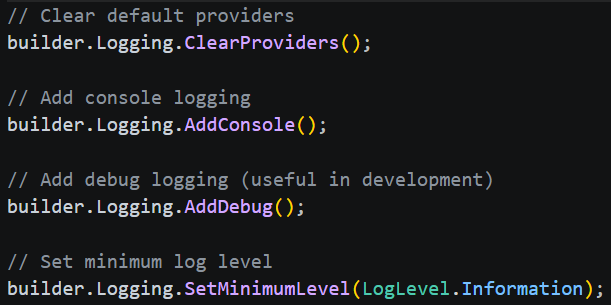 // Clear default providers
builder.Logging.ClearProviders();
// Add console logging
builder.Logging.AddConsole();
// Add debug logging (useful in development)
builder.Logging.AddDebug();
// Set minimum log level
builder.Logging.SetMinimumLevel(LogLevel.Information);